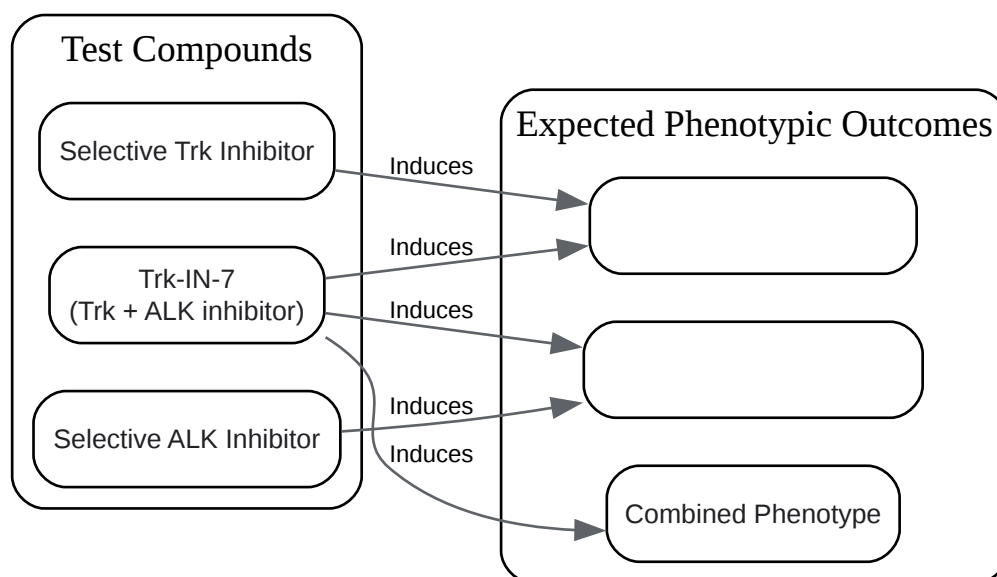 Test Compounds
Selective Trk Inhibitor
Trk-IN-7
(Trk + ALK inhibitor)
Selective ALK Inhibitor
Induces
Induces
Induces
Induces
Induces
Expected Phenotypic Outcomes
Combined Phenotype